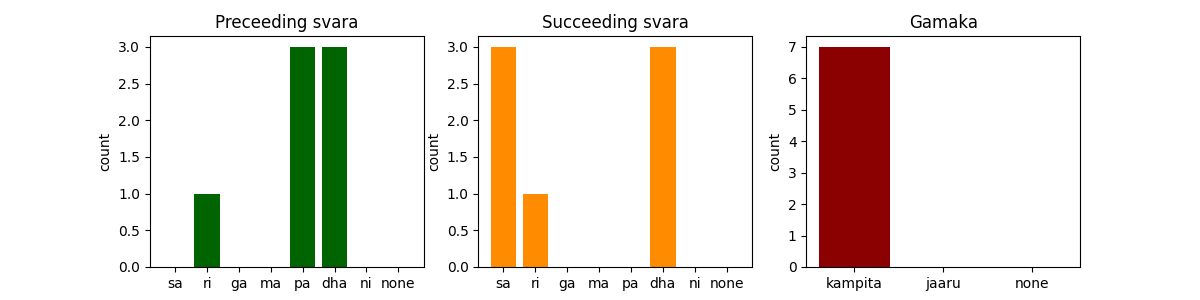 Preceeding svara
count
3.0
2.5
2.0
1.5
1.0
0.5
0.0
sa ri ga ma pa dha ni none
Succeeding svara
count
3.0
2.5
2.0
1.5
1.0
0.5
0.0
sa ri ga ma pa dha ni none
Gamaka
count
7
6
5
4
3
2
1
0
kampita jaaru none